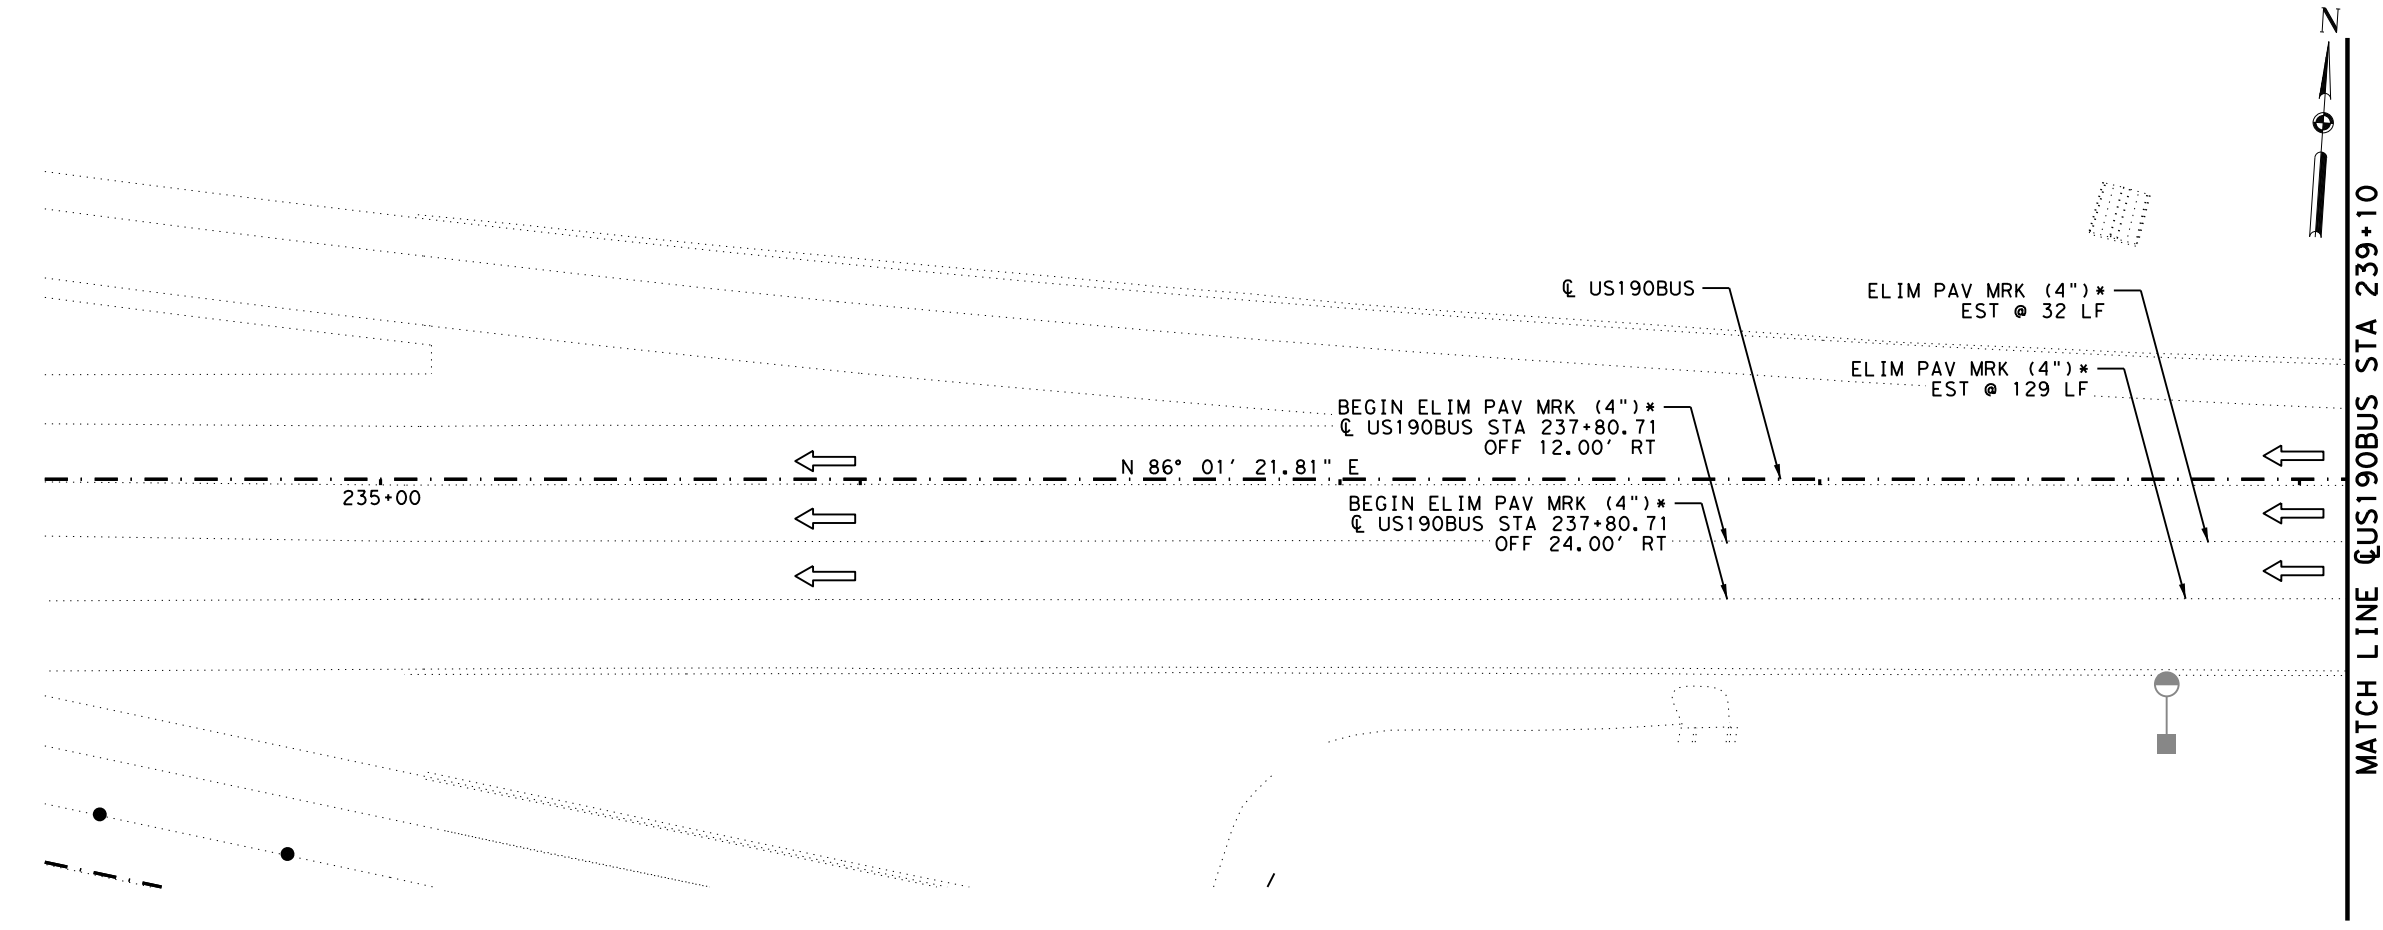 N
℄ US190BUS
ELIM PAV MRK (4")*
EST @ 32 LF
ELIM PAV MRK (4")*
EST @ 129 LF
BEGIN ELIM PAV MRK (4")*
℄ US190BUS STA 237+80.71
OFF 12.00' RT
N 86° 01' 21.81" E
235+00
BEGIN ELIM PAV MRK (4")*
℄ US190BUS STA 237+80.71
OFF 24.00' RT
MATCH LINE ℄US190BUS STA 239+10